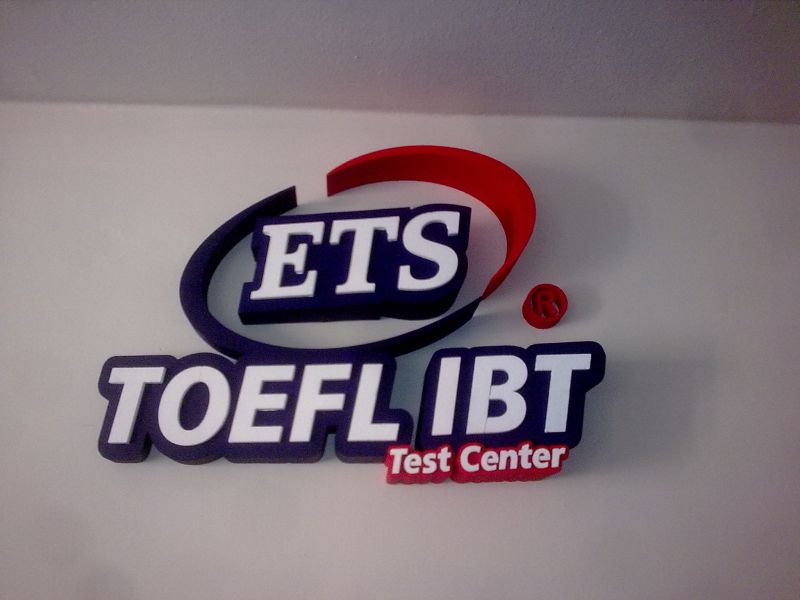 ETS
®
TOEFL IBT
Test Center